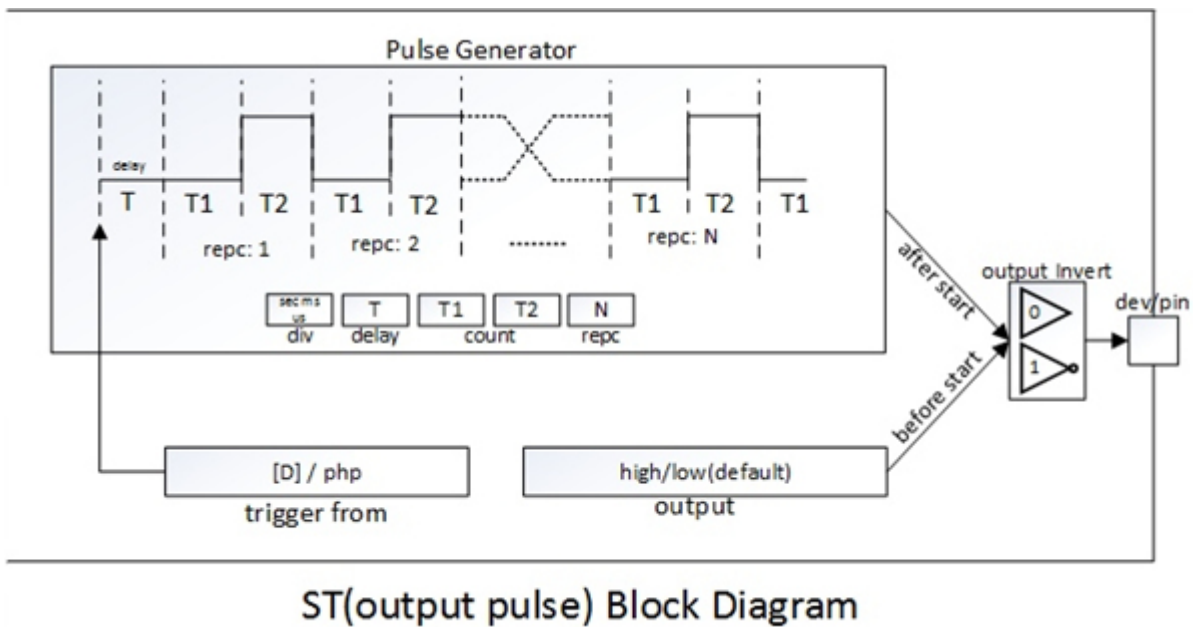 Pulse Generator
delay
T T1 T2 T1 T2 T1 T2 T1
repc: 1 repc: 2 ........ repc: N
sec ms us T T1 T2 N
div delay count repc
after start
before start
output Invert
0
1
dev/pin
[D] / php
trigger from
high/low(default)
output
ST(output pulse) Block Diagram